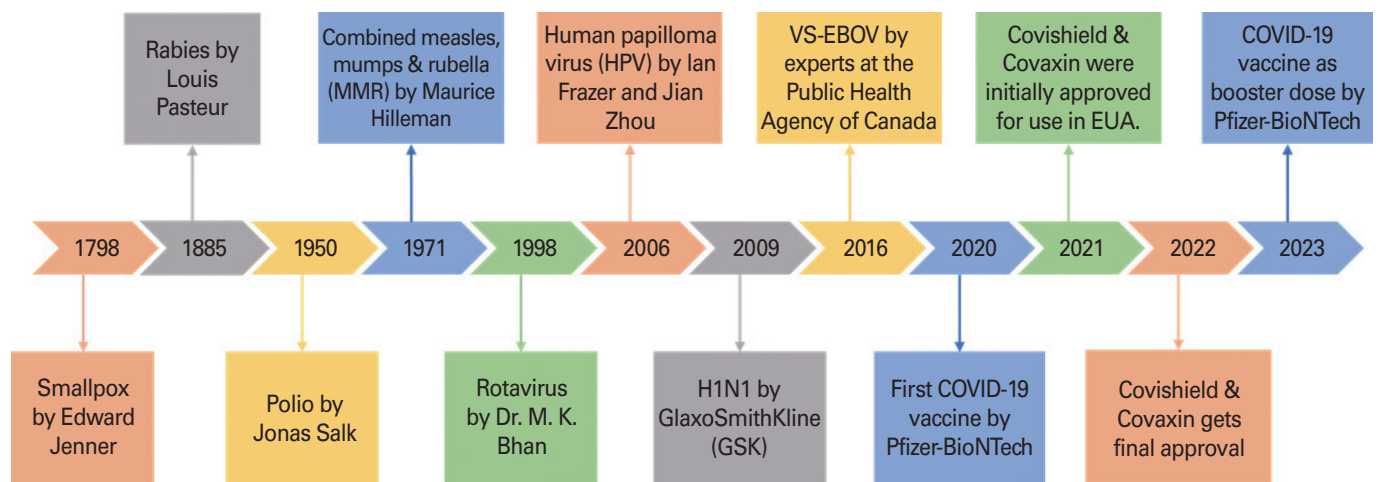 Rabies by
Louis
Pasteur
Combined measles,
mumps & rubella
(MMR) by Maurice
Hilleman
Human papilloma
virus (HPV) by Ian
Frazer and Jian
Zhou
VS-EBOV by
experts at the
Public Health
Agency of Canada
Covishield &
Covaxin were
initially approved
for use in EUA.
COVID-19
vaccine as
booster dose by
Pfizer-BioNTech
1798
1885
1950
1971
1998
2006
2009
2016
2020
2021
2022
2023
Smallpox
by Edward
Jenner
Polio by
Jonas Salk
Rotavirus
by Dr. M. K.
Bhan
H1N1 by
GlaxoSmithKline
(GSK)
First COVID-19
vaccine by
Pfizer-BioNTech
Covishield &
Covaxin gets
final approval